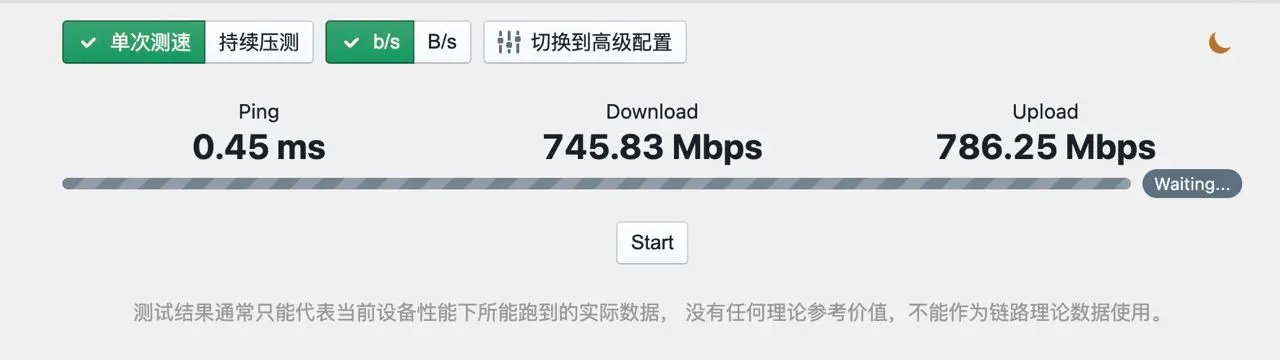 单次测速 持续压测 b/s B/s 切换到高级配置
Ping Download Upload
0.45 ms 745.83 Mbps 786.25 Mbps
Waiting...
Start
测试结果通常只能代表当前设备性能下所能跑到的实际数据， 没有任何理论参考价值，不能作为链路理论数据使用。